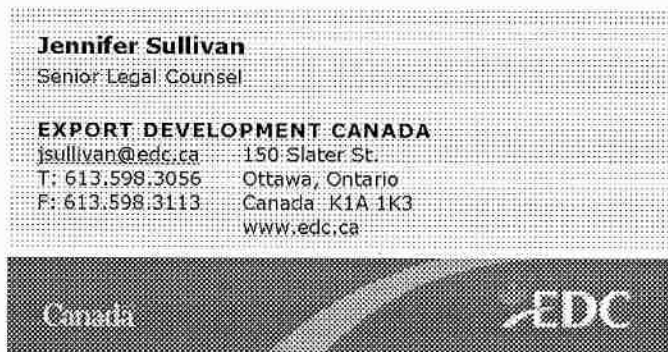 Jennifer Sullivan
Senior Legal Counsel
EXPORT DEVELOPMENT CANADA
jsullivan@edc.ca 150 Slater St.
T: 613.598.3056 Ottawa, Ontario
F: 613.598.3113 Canada K1A 1K3
www.edc.ca
Canada EDC